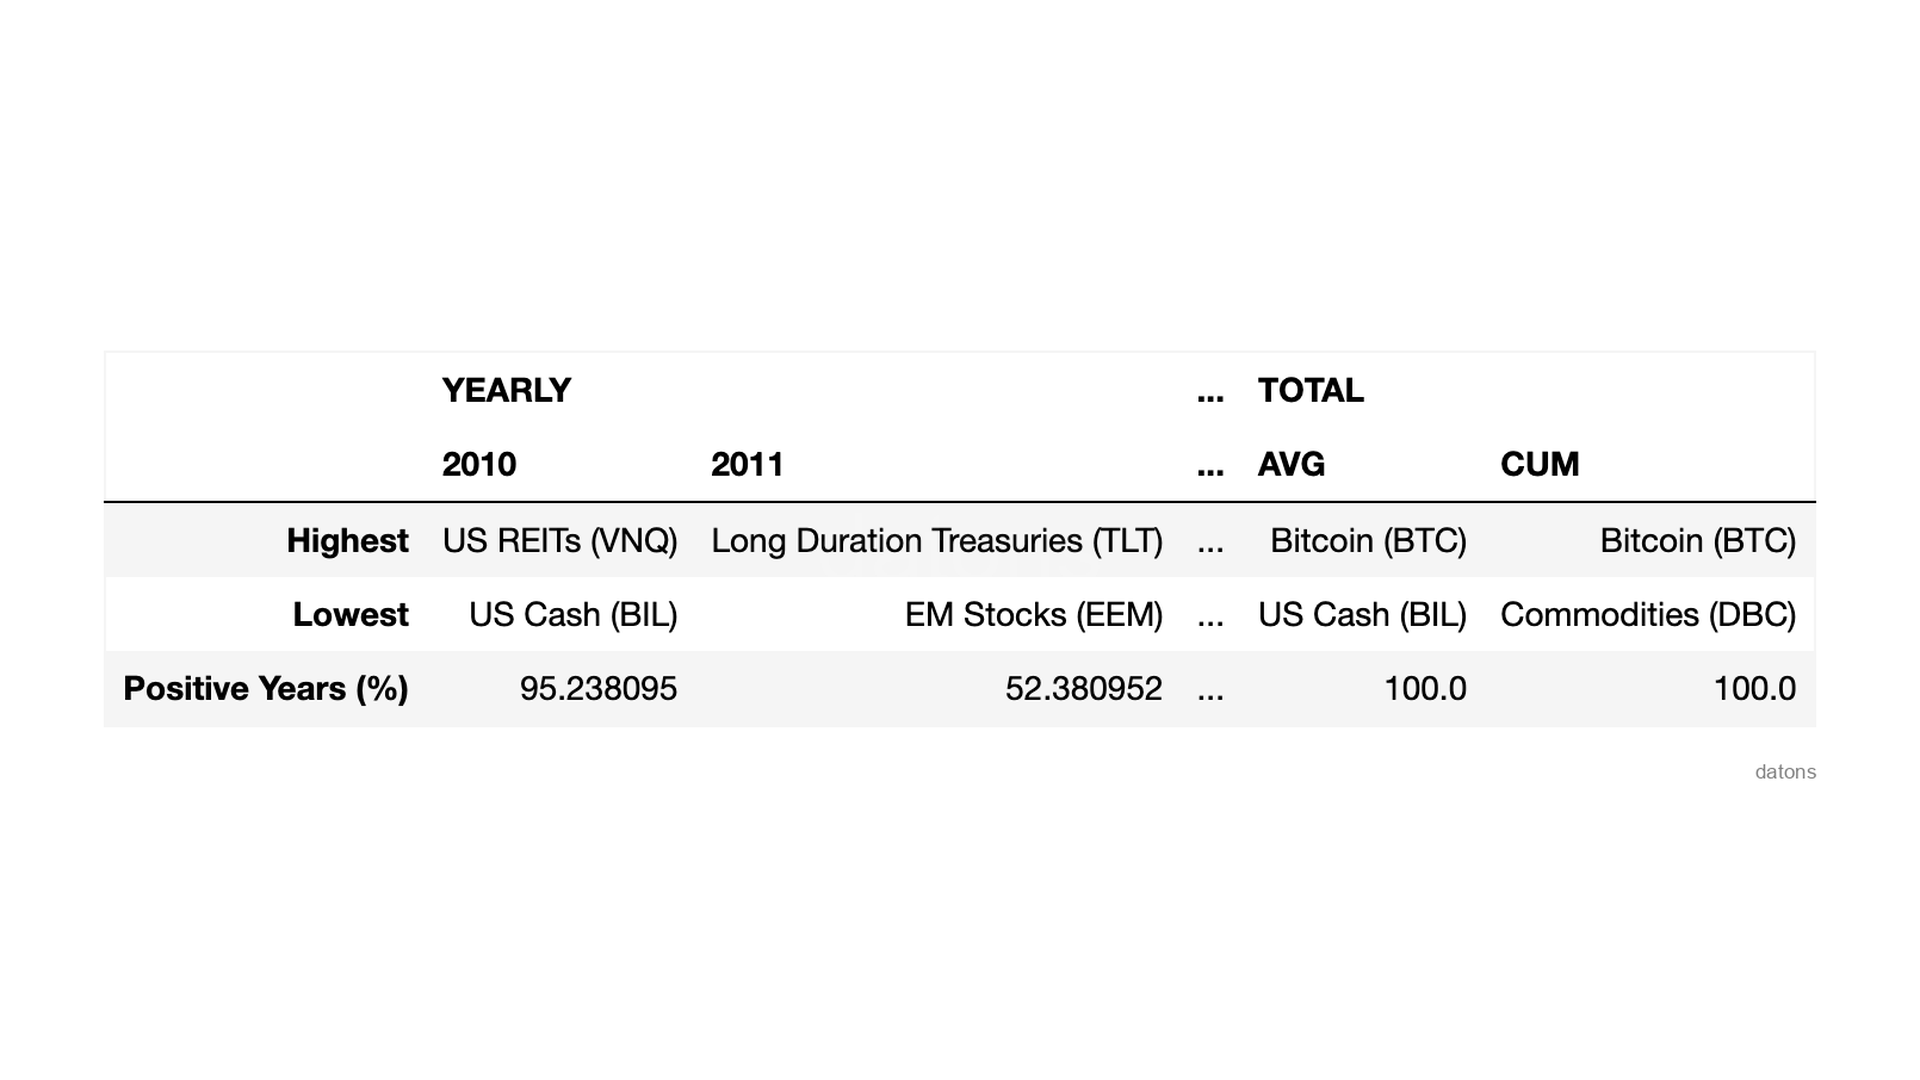 YEARLY ... TOTAL
2010 2011 ... AVG CUM
Highest US REITs (VNQ) Long Duration Treasuries (TLT) ... Bitcoin (BTC) Bitcoin (BTC)
Lowest US Cash (BIL) EM Stocks (EEM) ... US Cash (BIL) Commodities (DBC)
Positive Years (%) 95.238095 52.380952 ... 100.0 100.0
datons